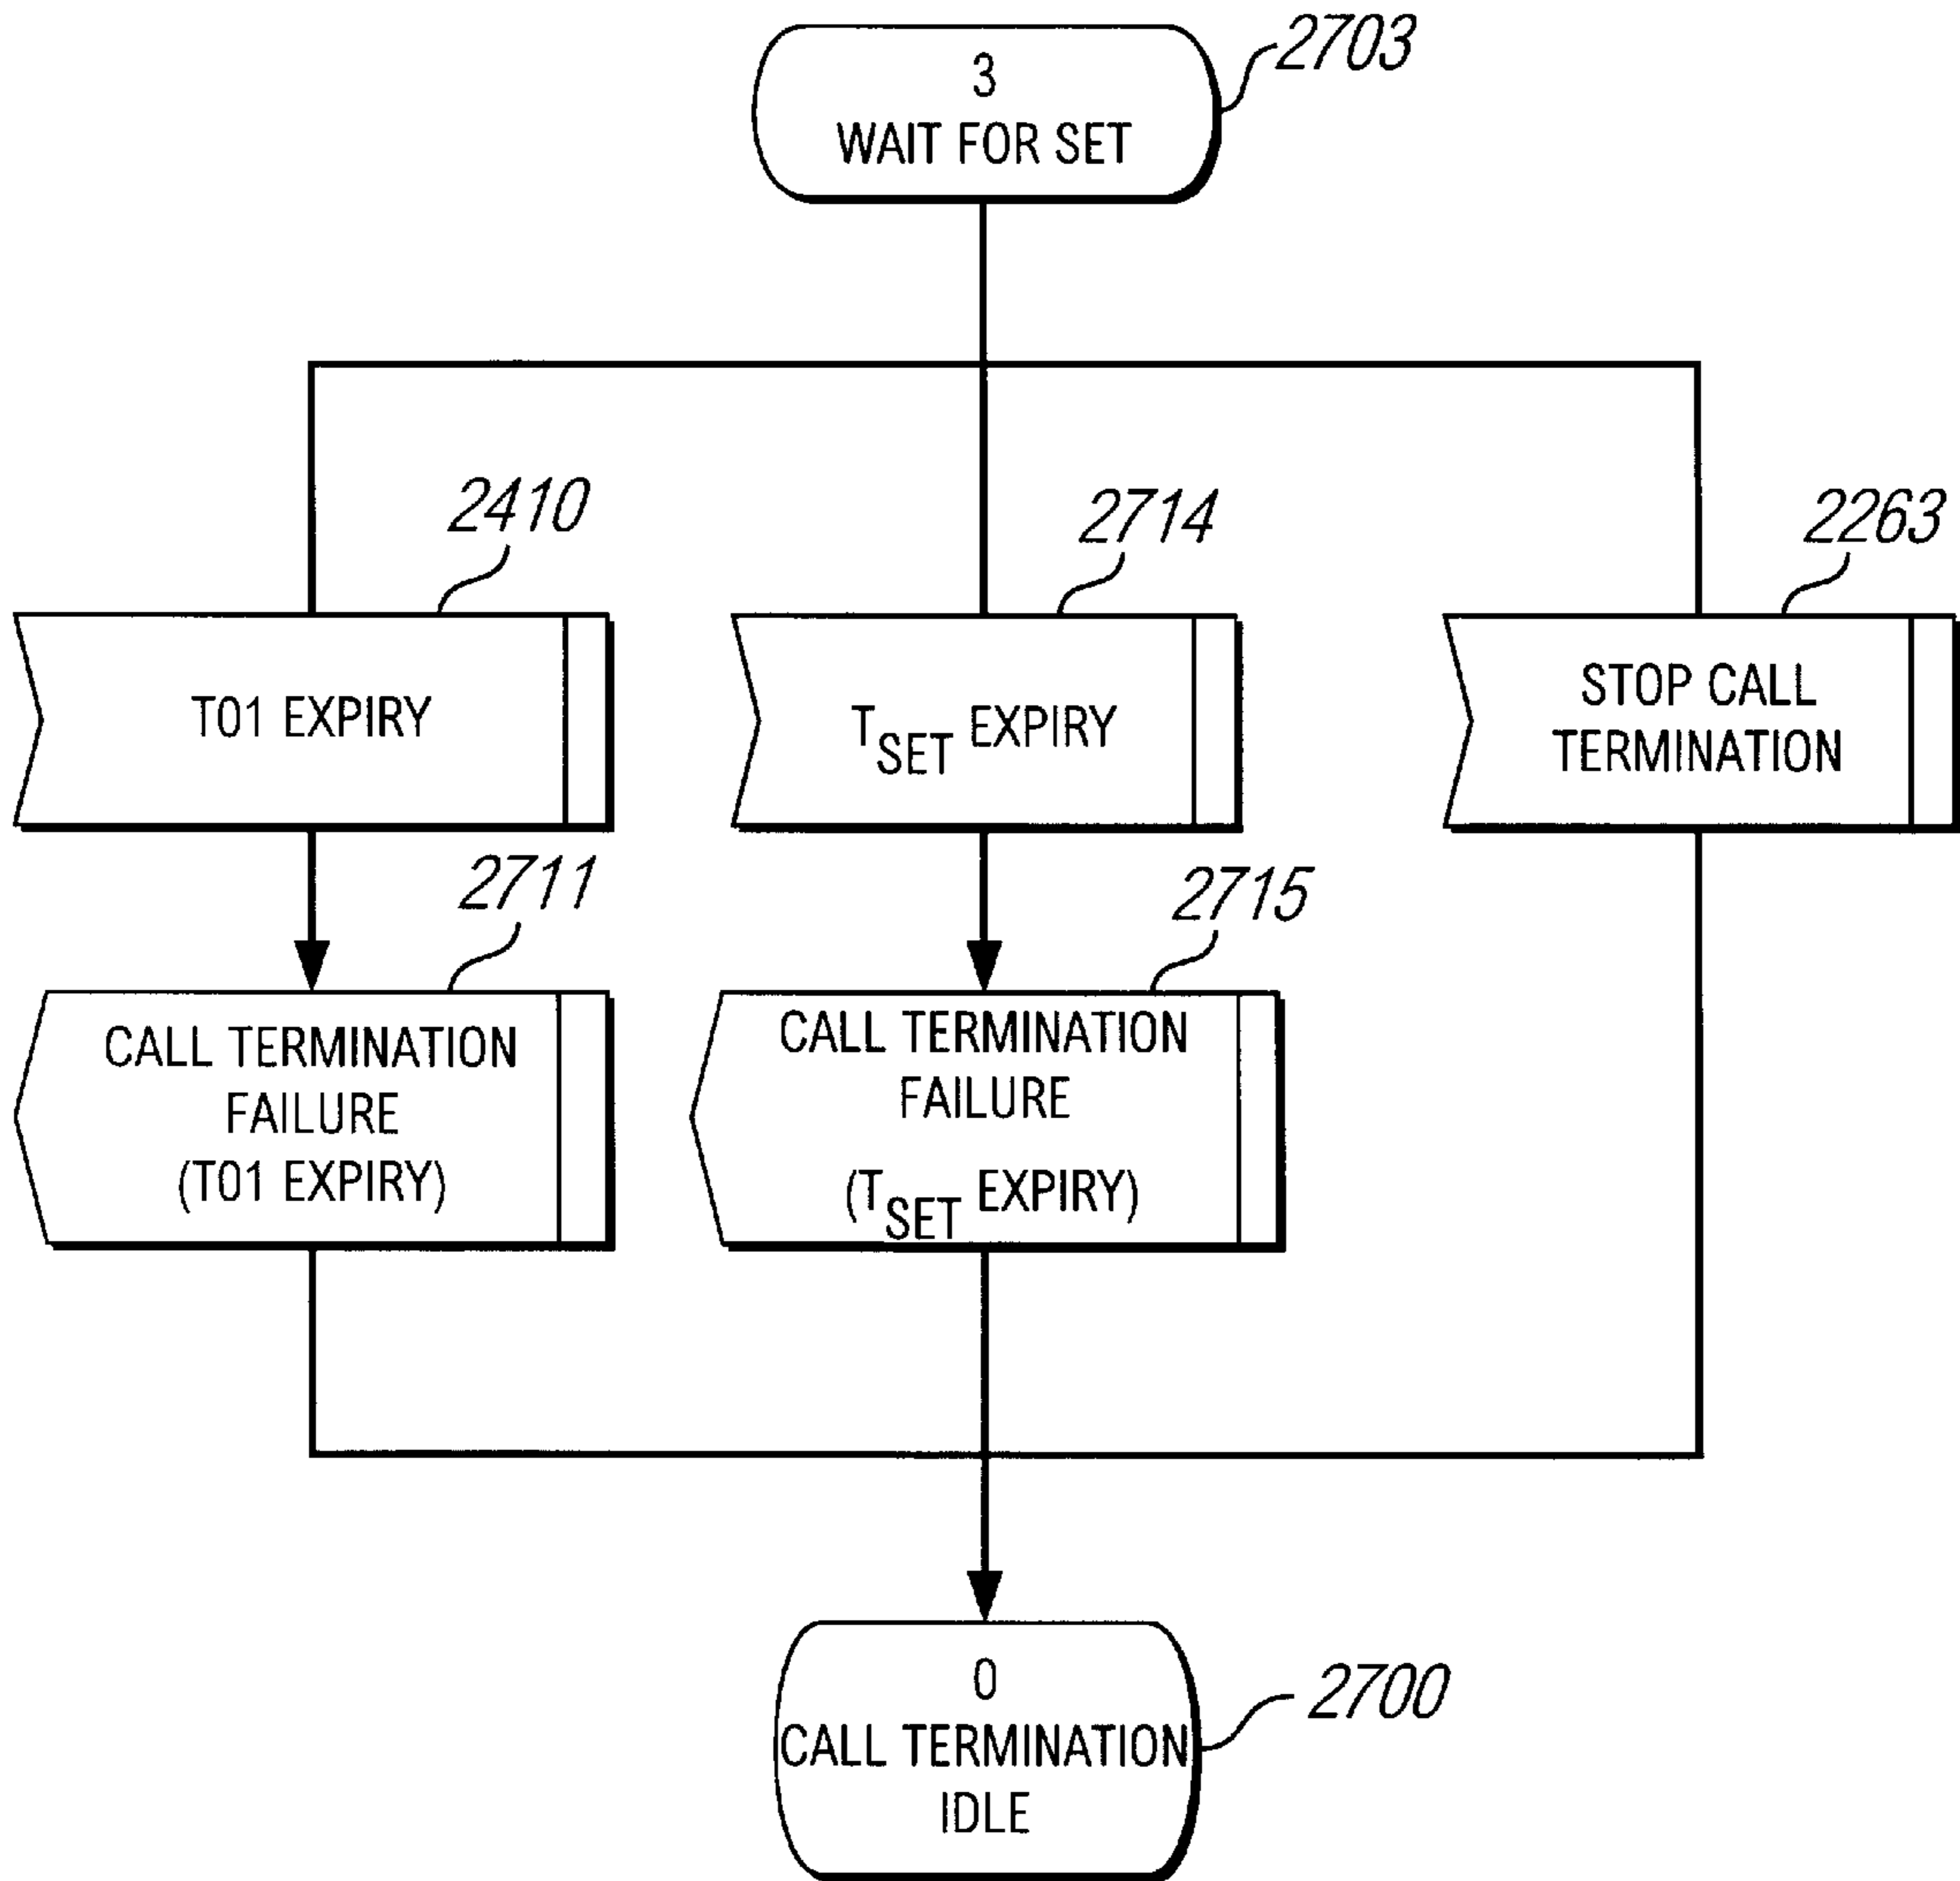 2703
3
WAIT FOR SET
2410
2714
2263
T01 EXPIRY
TSET EXPIRY
STOP CALL
TERMINATION
2711
2715
CALL TERMINATION
FAILURE
(T01 EXPIRY)
CALL TERMINATION
FAILURE
(TSET EXPIRY)
0
CALL TERMINATION
IDLE
2700